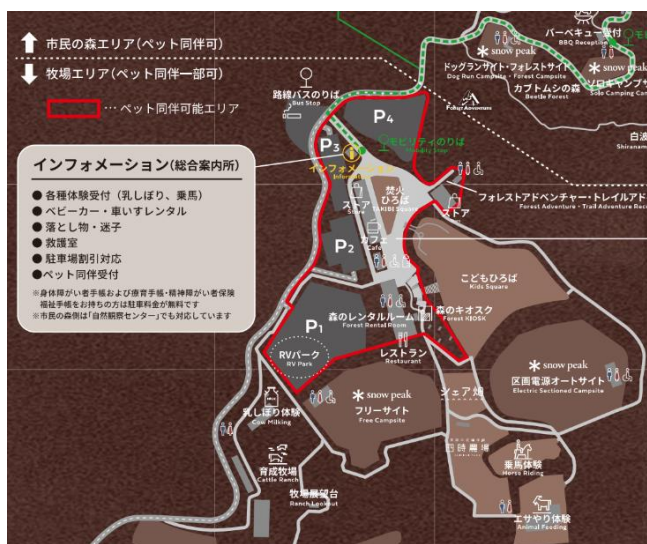 市民の森エリア(ペット同伴可)
牧場エリア(ペット同伴一部可)
… ペット同伴可能エリア
インフォメーション(総合案内所)
● 各種体験受付(乳しぼり、乗馬)
● ベビーカー・車いすレンタル
● 落とし物・迷子
● 救護室
● 駐車場割引対応
● ペット同伴受付
※身体障がい者手帳および療育手帳・精神障がい者保険
福祉手帳をお持ちの方は駐車料金が無料です
※市民の森側は「自然観察センター」でも対応しています
路線バスのりば
Bus Stop
P4
P3
モビリティのりば
インフォメーション
バーベキュー受付
BBQ Reception
snow peak
ドッグランサイト・フォレストサイト
Dog Run Campsite・Forest Campsite
カブトムシの森
Beetle Forest
snow peak
ソロキャンプサ
Solo Camping Cam
Forest Adventure
白波
Shiranam
フォレストアドベンチャー・トレイルアド
Forest Adventure・Trail Adventure Rec
ストア
ストア
Store
焚火
ひろば
TAKIBI Square
カフェ
Cafe
P2
こどもひろば
Kids Square
P1
RVパーク
RV Park
森のレンタルルーム
Forest Rental Room
森のキオスク
Forest KIOSK
レストラン
Restaurant
snow peak
フリーサイト
Free Campsite
シェア畑
snow peak
区画電源オートサイト
Electric Sectioned Campsite
乳しぼり体験
Cow Milking
育成牧場
Cattle Ranch
牧場展望台
Ranch Lookout
四時農場
乗馬体験
Horse Riding
エサやり体験
Animal Feeding